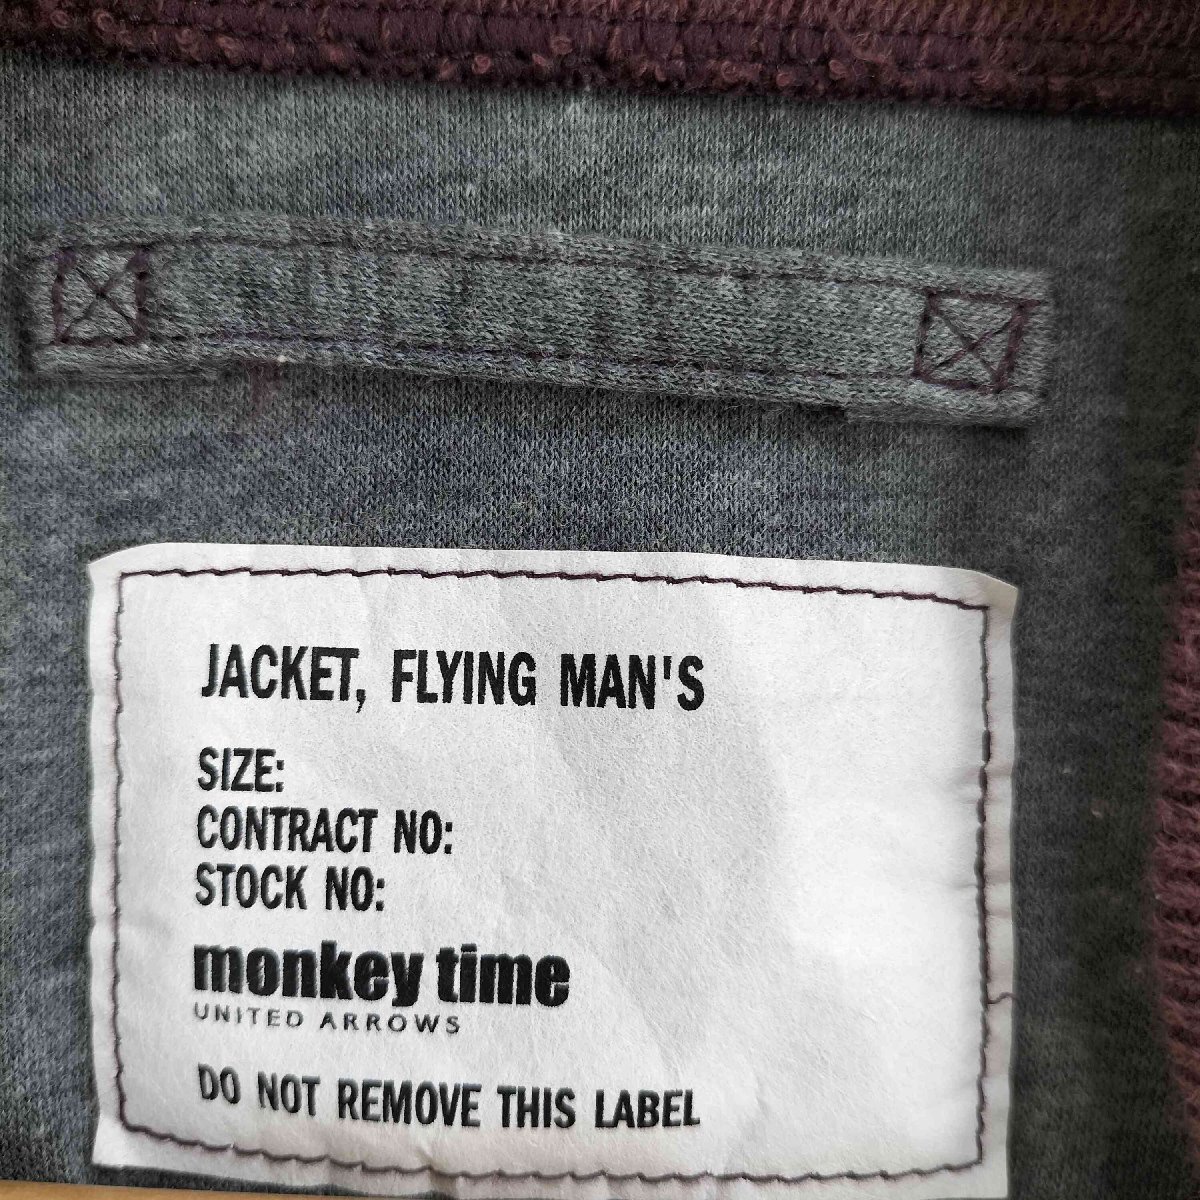 JACKET, FLYING MAN'S
SIZE:
CONTRACT NO:
STOCK NO:
monkey time
UNITED ARROWS
DO NOT REMOVE THIS LABEL